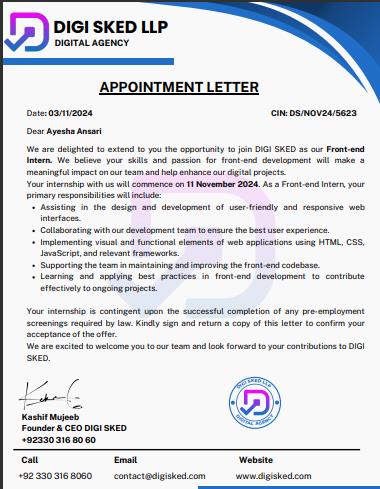 DIGI SKED LLP
DIGITAL AGENCY
APPOINTMENT LETTER
Date: 03/11/2024 CIN: DS/NOV24/5623
Dear Ayesha Ansari
We are delighted to extend to you the opportunity to join DIGI SKED as our Front-end
Intern. We believe your skills and passion for front-end development will make a
meaningful impact on our team and help enhance our digital projects.
Your internship with us will commence on 11 November 2024. As a Front-end Intern, your
primary responsibilities will include:
• Assisting in the design and development of user-friendly and responsive web
interfaces.
• Collaborating with our development team to ensure the best user experience.
• Implementing visual and functional elements of web applications using HTML, CSS,
JavaScript, and relevant frameworks.
• Supporting the team in maintaining and improving the front-end codebase.
• Learning and applying best practices in front-end development to contribute
effectively to ongoing projects.
Your internship is contingent upon the successful completion of any pre-employment
screenings required by law. Kindly sign and return a copy of this letter to confirm your
acceptance of the offer.
We are excited to welcome you to our team and look forward to your contributions to DIGI
SKED.
DIGI SKED LLP
DIGITAL AGENCY
Kashif Mujeeb
Founder & CEO DIGI SKED
+92330 316 80 60
Call Email Website
+92 330 316 8060 contact@digisked.com www.digisked.com